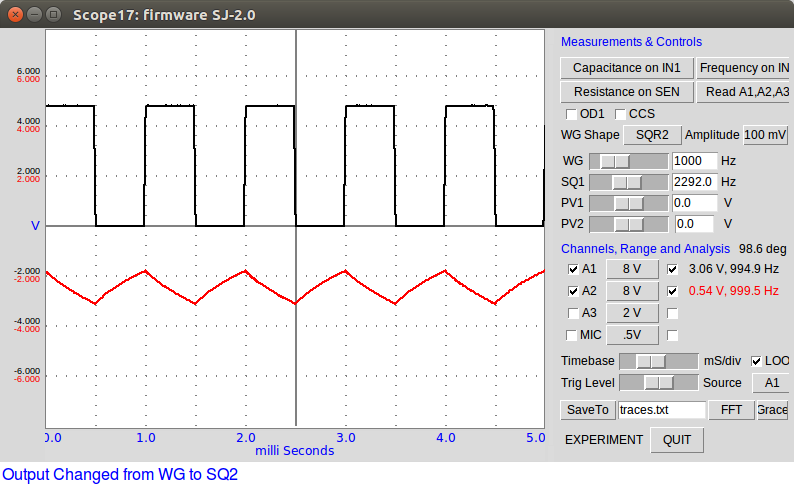 Scope17: firmware SJ-2.0
Measurements & Controls
Capacitance on IN1 Frequency on IN
Resistance on SEN Read A1,A2,A3
OD1 CCS
WG Shape SQR2 Amplitude 100 mV
WG 1000 Hz
SQ1 2292.0 Hz
PV1 0.0 V
PV2 0.0 V
Channels, Range and Analysis 98.6 deg
A1 8 V 3.06 V, 994.9 Hz
A2 8 V 0.54 V, 999.5 Hz
A3 2 V
MIC .5V
Timebase mS/div LOO
Trig Level Source A1
SaveTo traces.txt FFT Grace
EXPERIMENT QUIT
6.000
6.000
4.000
4.000
2.000
2.000
V
-2.000
-2.000
-4.000
-4.000
-6.000
-6.000
0.0 1.0 2.0 3.0 4.0 5.0
milli Seconds
Output Changed from WG to SQ2